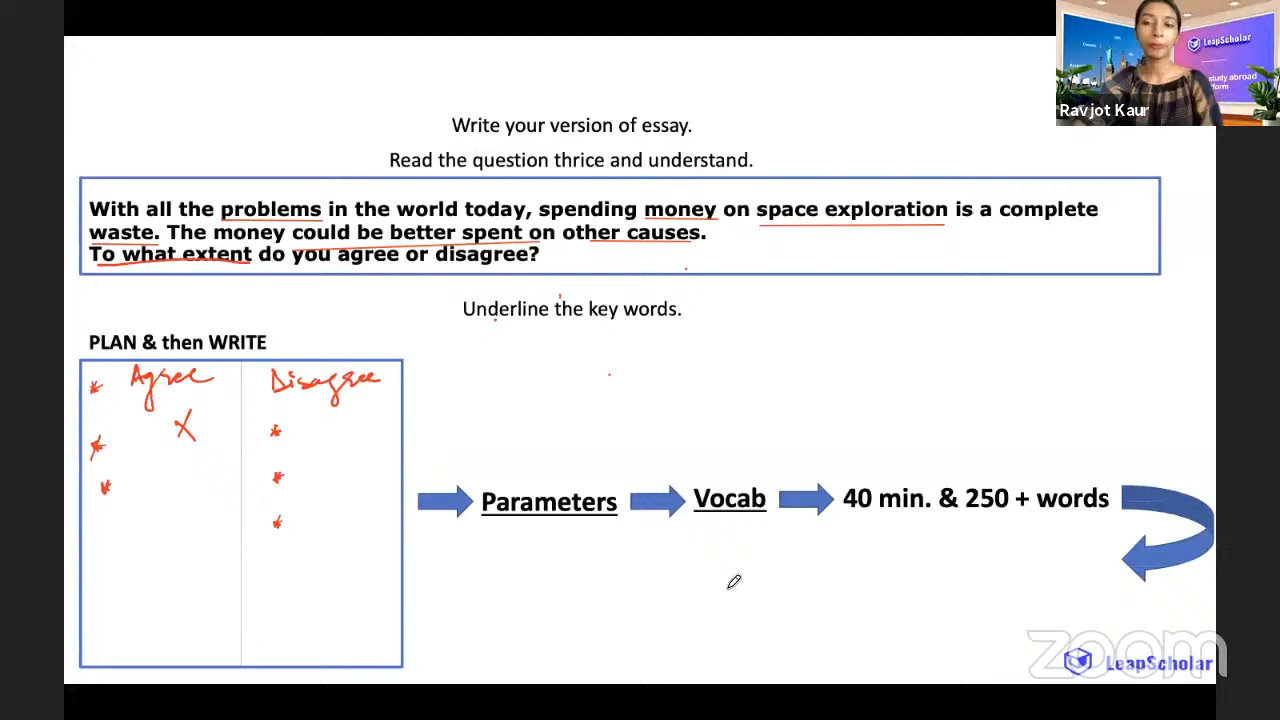 LeapScholar
study abroad
Ravjot Kaur
Write your version of essay.
Read the question thrice and understand.
With all the problems in the world today, spending money on space exploration is a complete
waste. The money could be better spent on other causes.
To what extent do you agree or disagree?
Underline the key words.
PLAN & then WRITE
Agree
Disagree
Parameters
Vocab
40 min. & 250 + words
zoom
LeapScholar